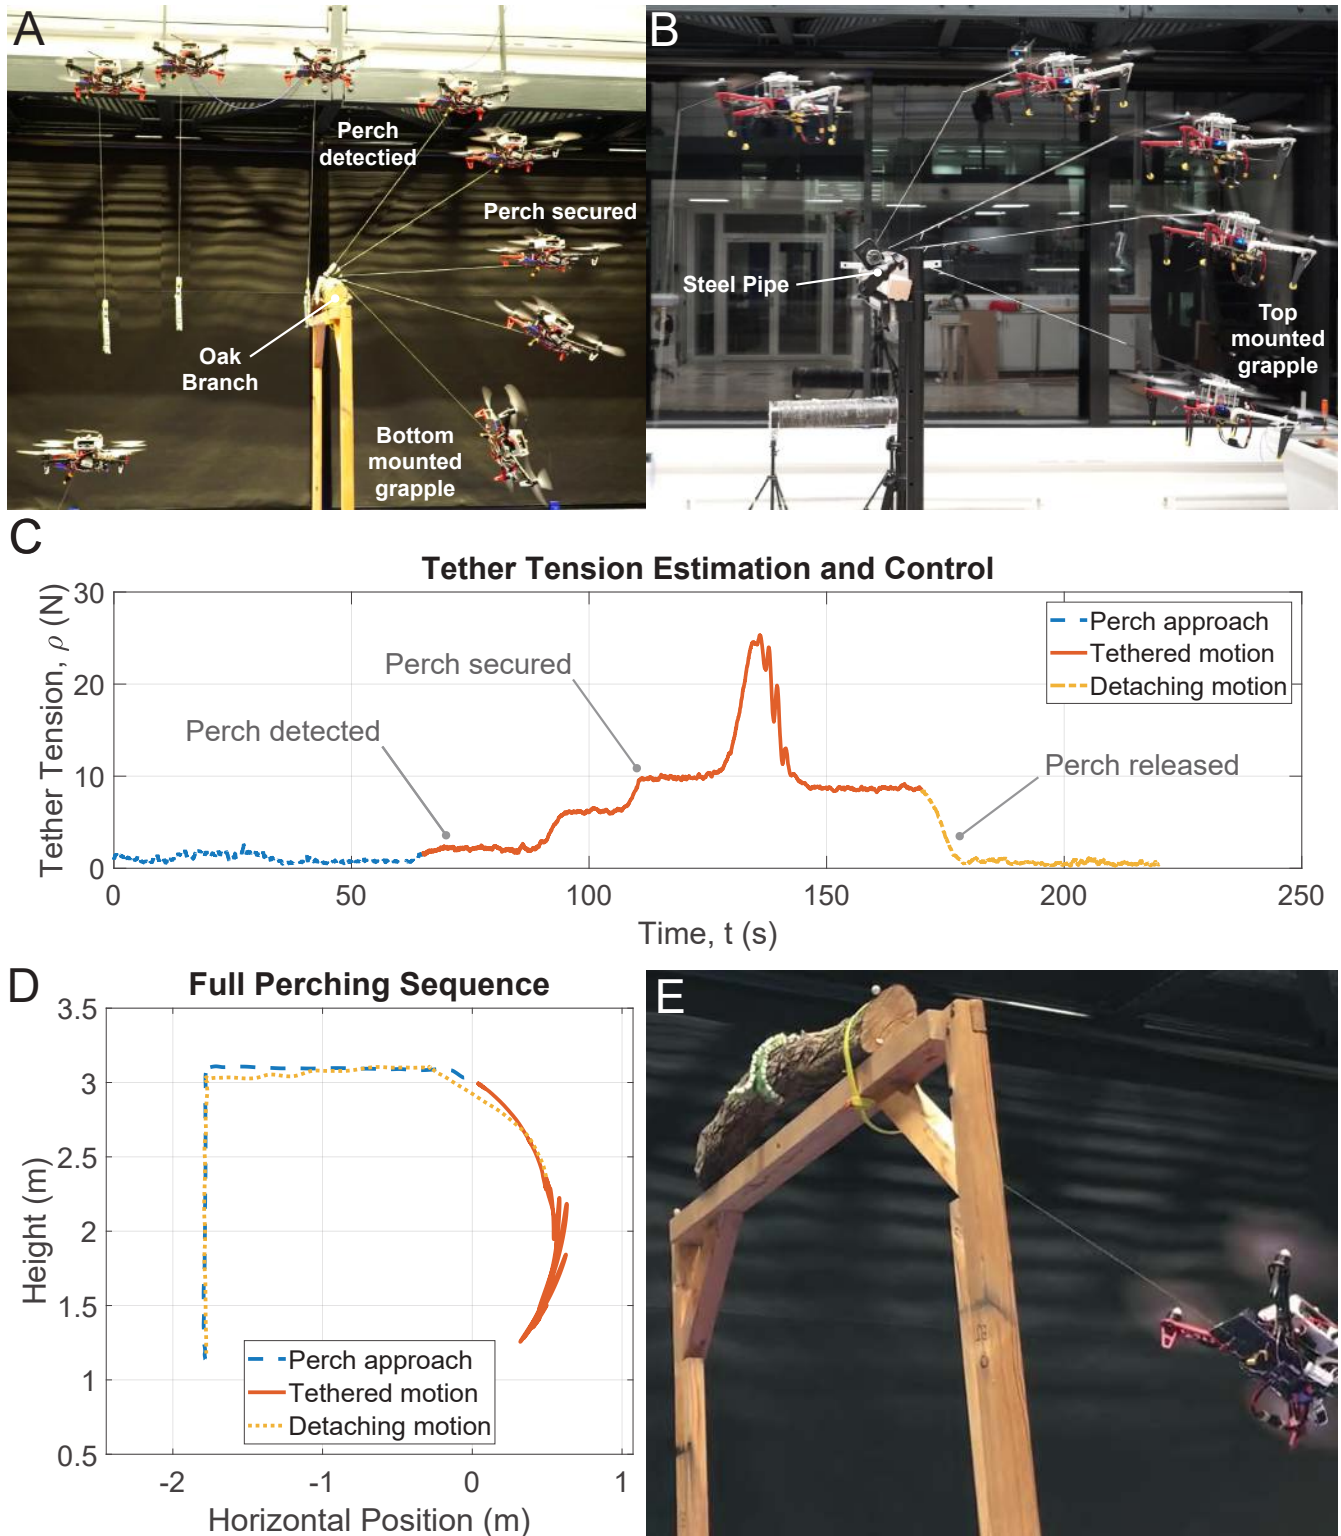 A
Perch
detectied
Perch secured
Oak
Branch
Bottom
mounted
grapple
B
Steel Pipe
Top
mounted
grapple
C
Tether Tension Estimation and Control
Tether Tension, ρ (N)
30
20
10
0
Perch detected
Perch secured
Perch released
Perch approach
Tethered motion
Detaching motion
0 50 100 150 200 250
Time, t (s)
D
Full Perching Sequence
Height (m)
3.5
3
2.5
2
1.5
1
0.5
Perch approach
Tethered motion
Detaching motion
-2 -1 0 1
Horizontal Position (m)
E